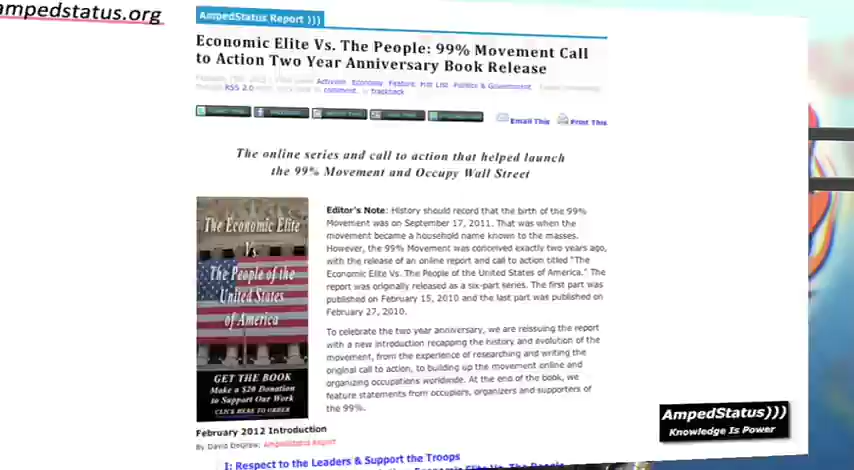 ampedstatus.org
AmpedStatus Report )))
Economic Elite Vs. The People: 99% Movement Call
to Action Two Year Anniversary Book Release
Activism, Economy, Feature, Hot List, Politics & Government
RSS 2.0 comment, trackback
Email This Print This
The online series and call to action that helped launch
the 99% Movement and Occupy Wall Street
The Economic Elite
Vs.
The People of the
United States
of America
GET THE BOOK
Make a $20 Donation
to Support Our Work
CLICK HERE TO ORDER
Editor's Note: History should record that the birth of the 99%
Movement was on September 17, 2011. That was when the
movement became a household name known to the masses.
However, the 99% Movement was conceived exactly two years ago,
with the release of an online report and call to action titled "The
Economic Elite Vs. The People of the United States of America." The
report was originally released as a six-part series. The first part was
published on February 15, 2010 and the last part was published on
February 27, 2010.
To celebrate the two year anniversary, we are reissuing the report
with a new introduction recapping the history and evolution of the
movement, from the experience of researching and writing the
original call to action, to building up the movement online and
organizing occupations worldwide. At the end of the book, we
feature statements from occupiers, organizers and supporters of
the 99%.
February 2012 Introduction
By David DeGraw, AmpedStatus Report
I: Respect to the Leaders & Support the Troops
Economic Elite Vs. The People
AmpedStatus)))
Knowledge Is Power